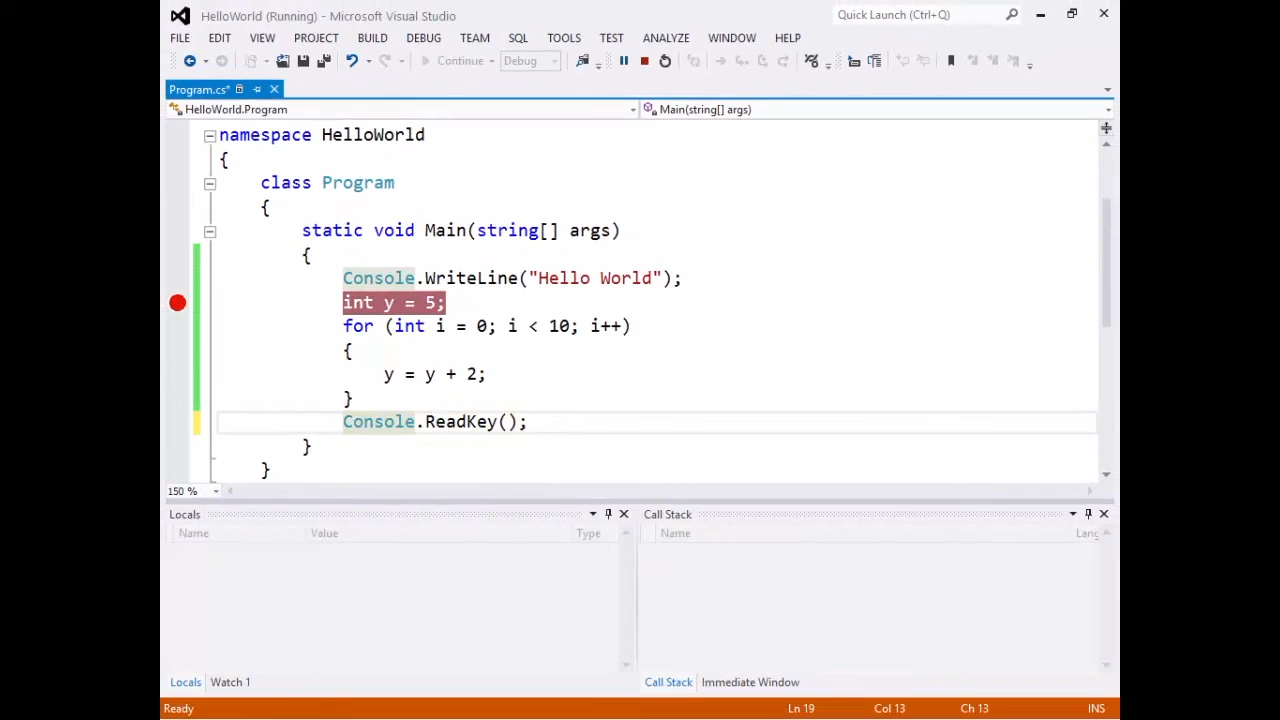 HelloWorld (Running) - Microsoft Visual Studio
Quick Launch (Ctrl+Q)
FILE EDIT VIEW PROJECT BUILD DEBUG TEAM SQL TOOLS TEST ANALYZE WINDOW HELP
Continue Debug
Program.cs*
HelloWorld.Program
Main(string[] args)
namespace HelloWorld
{
class Program
{
static void Main(string[] args)
{
Console.WriteLine("Hello World");
int y = 5;
for (int i = 0; i < 10; i++)
{
y = y + 2;
}
Console.ReadKey();
}
}
150 %
Locals
Name Value Type
Call Stack
Name Lang
Locals Watch 1
Call Stack Immediate Window
Ready Ln 19 Col 13 Ch 13 INS